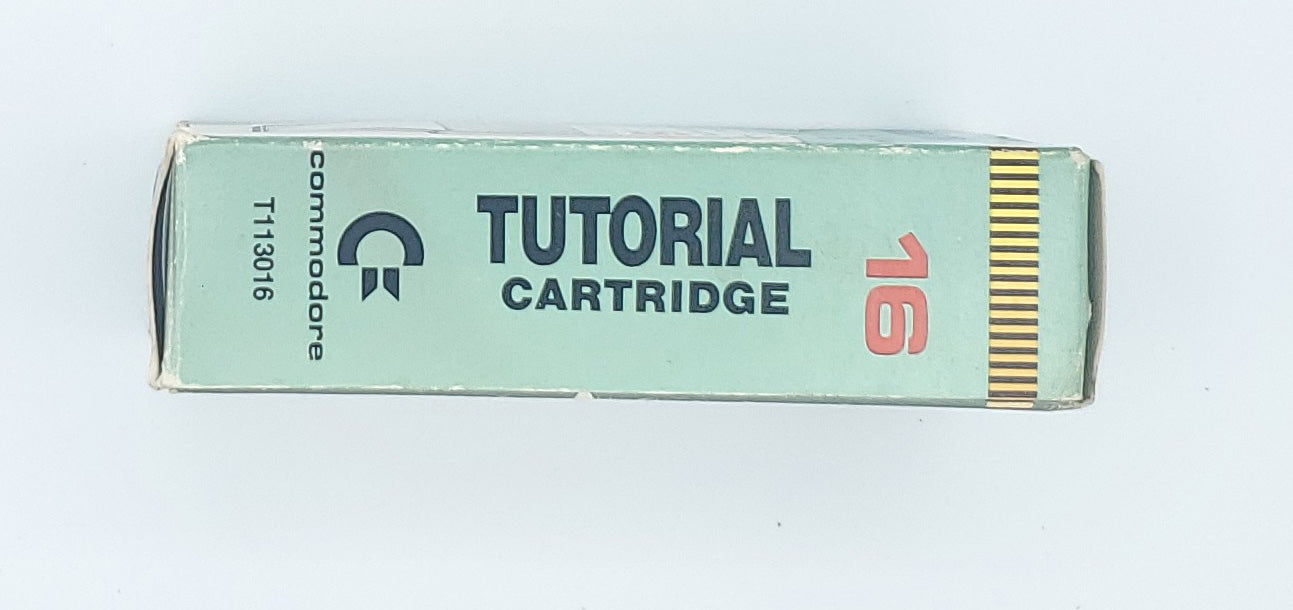 TUTORIAL
CARTRIDGE
16
commodore
T113016